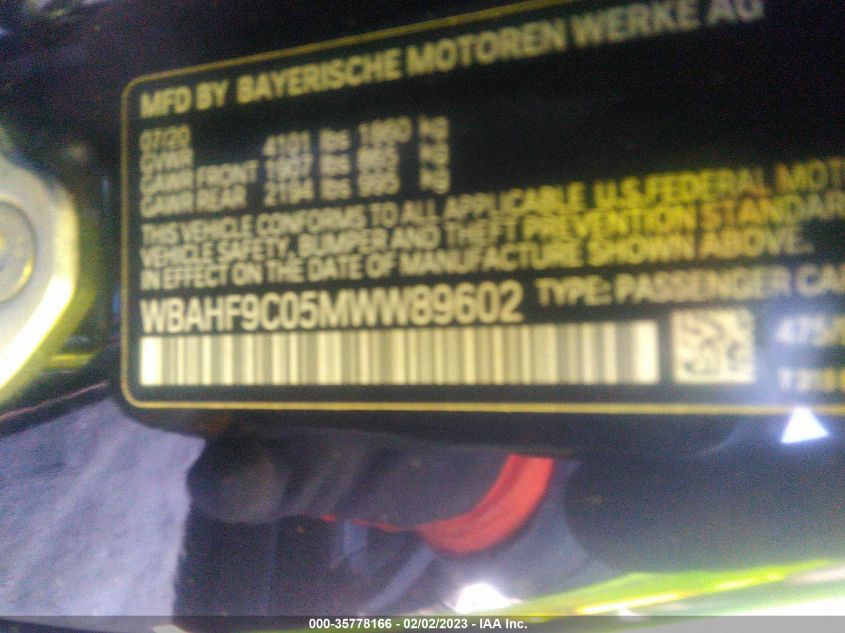 MFD BY BAYERISCHE MOTOREN WERKE AG
07/20
GVWR 4101 lbs 1860 kg
GAWR FRONT 1907 lbs 865 kg
GAWR REAR 2194 lbs 995 kg
THIS VEHICLE CONFORMS TO ALL APPLICABLE U.S. FEDERAL MOT
VEHICLE SAFETY, BUMPER AND THEFT PREVENTION STANDAR
IN EFFECT ON THE DATE OF MANUFACTURE SHOWN ABOVE.
WBAHF9C05MWW89602 TYPE: PASSENGER CA
000-35778166 - 02/02/2023 - IAA Inc.